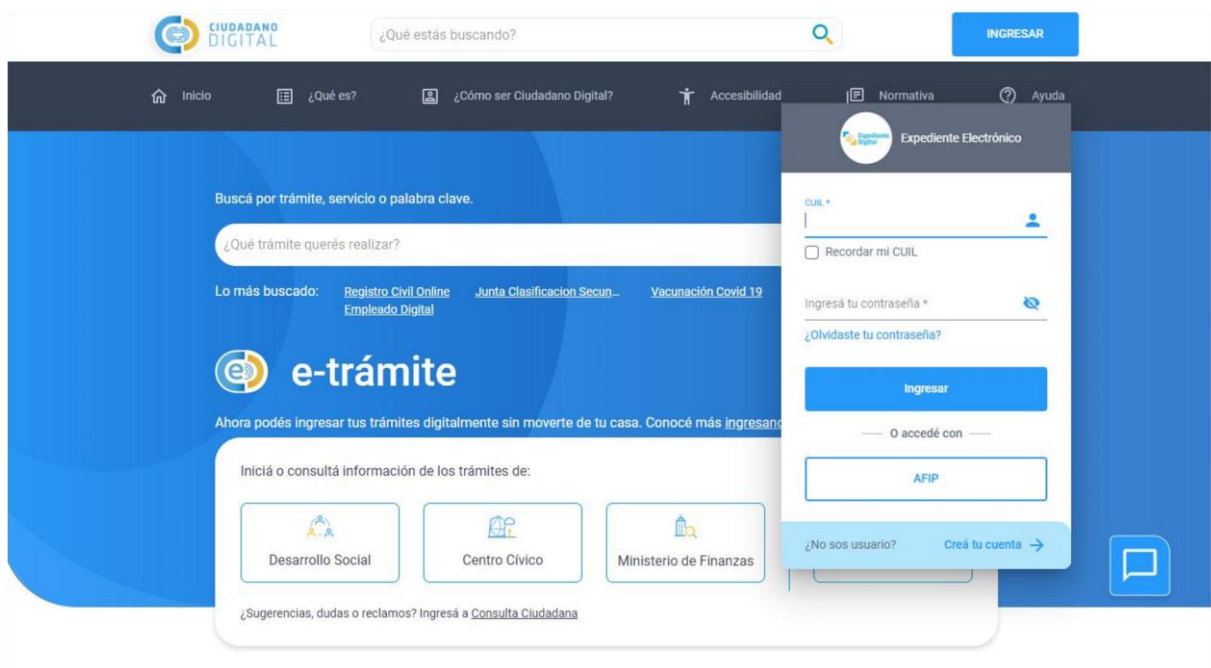 CIUDADANO
DIGITAL
¿Qué estás buscando?
INGRESAR
Inicio
¿Qué es?
¿Cómo ser Ciudadano Digital?
Accesibilidad
Normativa
Ayuda
Expediente
Digital
Expediente Electrónico
Buscá por trámite, servicio o palabra clave.
¿Qué trámite querés realizar?
Lo más buscado:
Registro Civil Online
Junta Clasificacion Secun...
Vacunación Covid 19
Empleado Digital
e-trámite
Ahora podés ingresar tus trámites digitalmente sin moverte de tu casa. Conocé más ingresand
Iniciá o consultá información de los trámites de:
Desarrollo Social
Centro Cívico
Ministerio de Finanzas
¿Sugerencias, dudas o reclamos? Ingresá a Consulta Ciudadana
CUIL *
Recordar mi CUIL
Ingresá tu contraseña *
¿Olvidaste tu contraseña?
Ingresar
O accedé con
AFIP
¿No sos usuario?
Creá tu cuenta